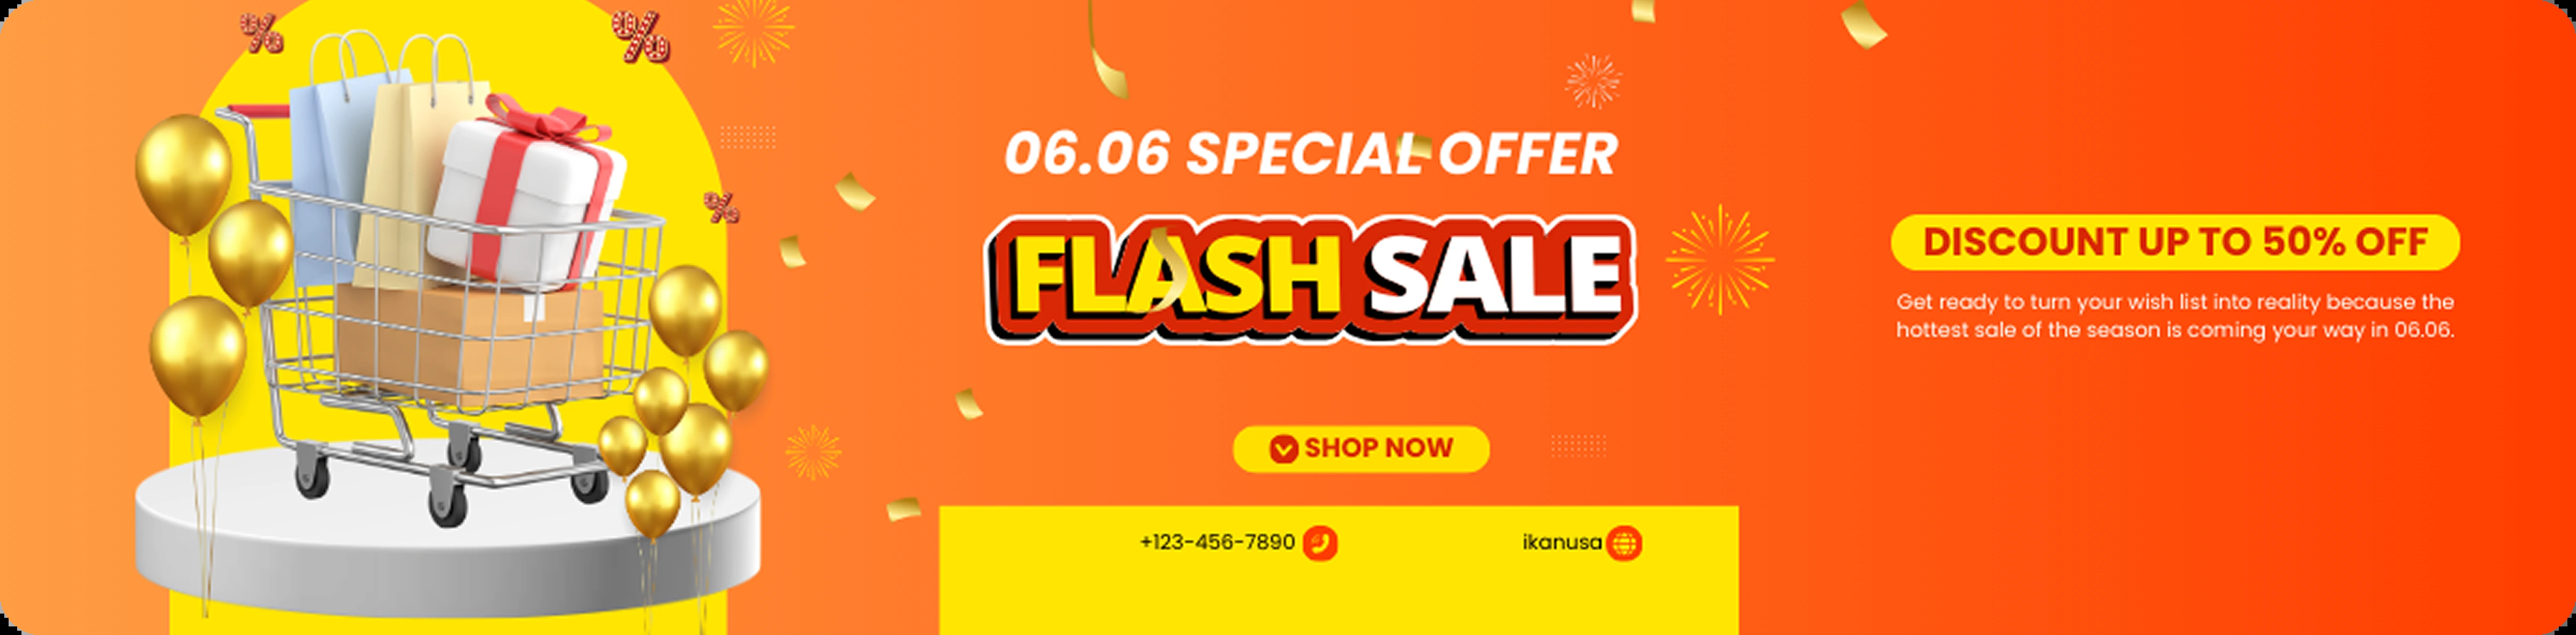 06.06 SPECIAL OFFER
FLASH SALE
SHOP NOW
+123-456-7890
ikanusa
DISCOUNT UP TO 50% OFF
Get ready to turn your wish list into reality because the
hottest sale of the season is coming your way in 06.06.